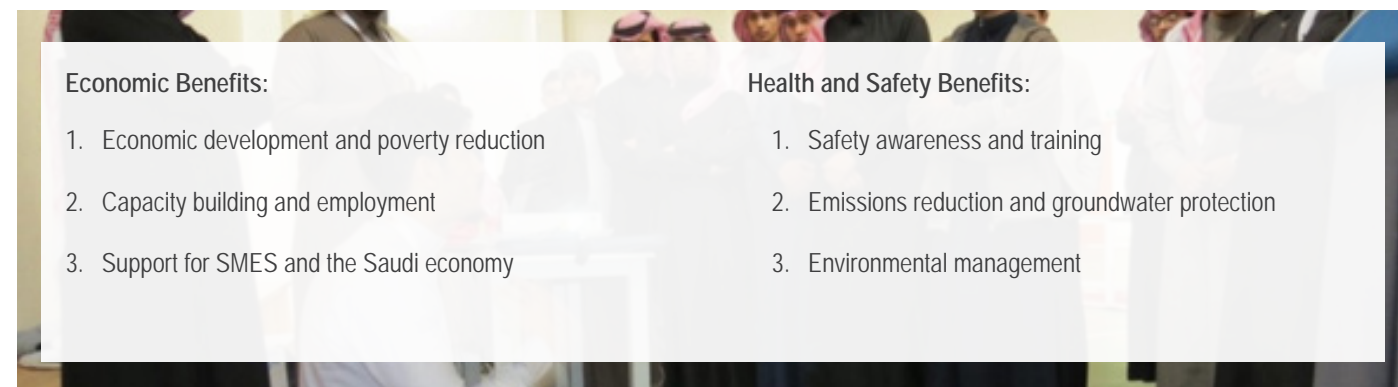 Economic Benefits:
1. Economic development and poverty reduction
2. Capacity building and employment
3. Support for SMES and the Saudi economy
Health and Safety Benefits:
1. Safety awareness and training
2. Emissions reduction and groundwater protection
3. Environmental management